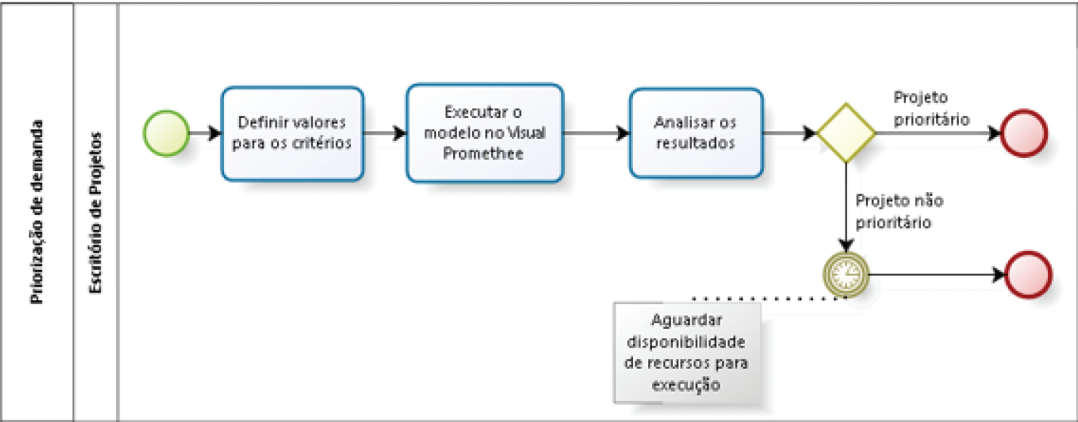 Priorização de demanda
Escritório de Projetos
Definir valores
para os critérios
Executar o
modelo no Visual
Promethee
Analisar os
resultados
Projeto
prioritário
Projeto não
prioritário
Aguardar
disponibilidade
de recursos para
execução